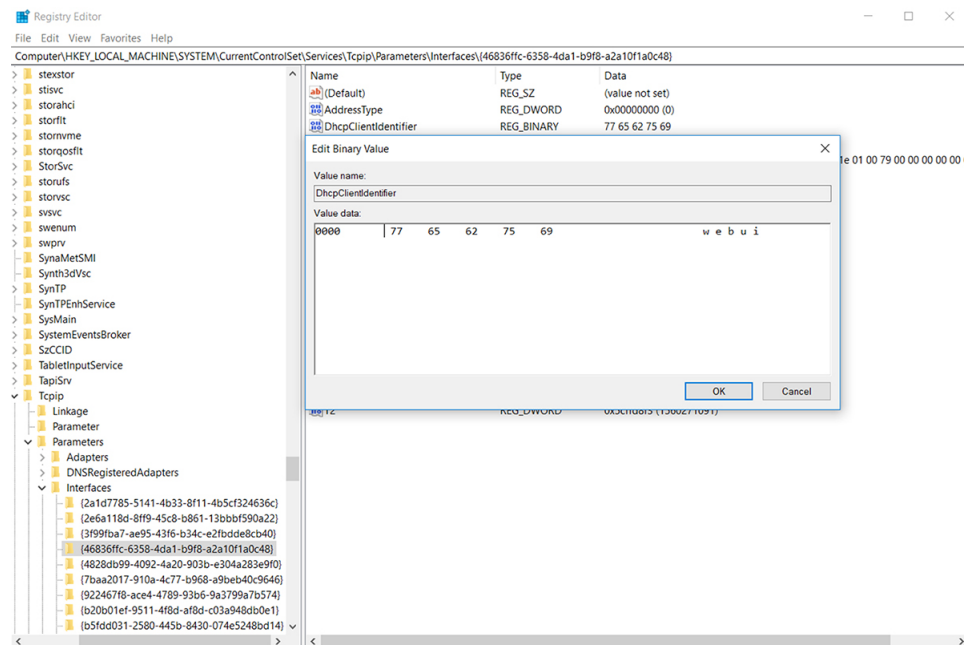 Registry Editor
File Edit View Favorites Help
Computer\HKEY_LOCAL_MACHINE\SYSTEM\CurrentControlSet\Services\Tcpip\Parameters\Interfaces\{46836ffc-6358-4da1-b9f8-a2a10f1a0c48}
stexstor
stisvc
storahci
storflt
stornvme
storqosflt
StorSvc
storufs
storvsc
svsvc
swenum
swprv
SynaMetSMI
Synth3dVsc
SynTP
SynTPEnhService
SysMain
SystemEventsBroker
SzCCID
TabletInputService
TapiSrv
Tcpip
Linkage
Parameter
Parameters
Adapters
DNSRegisteredAdapters
Interfaces
{2a1d7785-5141-4b33-8f11-4b5cf324636c}
{2e6a118d-8ff9-45c8-b861-13bbbf590a22}
{3f99fba7-ae95-43f6-b34c-e2fbdde8cb40}
{46836ffc-6358-4da1-b9f8-a2a10f1a0c48}
{4828db99-4092-4a20-903b-e304a283e9f0}
{7baa2017-910a-4c77-b968-a9beb40c9646}
{922467f8-ace4-4789-93b6-9a3799a7b574}
{b20b01ef-9511-4f8d-af8d-c03a948db0e1}
{b5fdd031-2580-445b-8430-074e5248bd14}
Name Type Data
(Default) REG_SZ (value not set)
AddressType REG_DWORD 0x00000000 (0)
DhcpClientIdentifier REG_BINARY 77 65 62 75 69
1e 01 00 79 00 00 00 00 00
Edit Binary Value
Value name:
DhcpClientIdentifier
Value data:
0000 77 65 62 75 69 w e b u i
OK Cancel
REG_DWORD